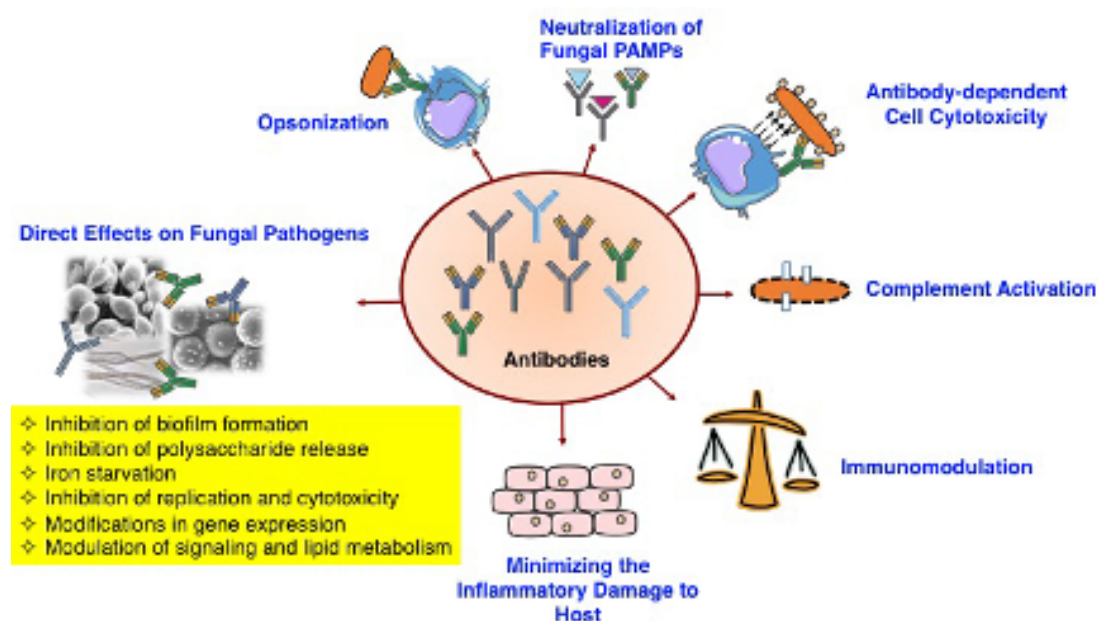 Neutralization of
Fungal PAMPs
Opsonization
Antibody-dependent
Cell Cytotoxicity
Direct Effects on Fungal Pathogens
Complement Activation
Antibodies
Inhibition of biofilm formation
Inhibition of polysaccharide release
Iron starvation
Inhibition of replication and cytotoxicity
Modifications in gene expression
Modulation of signaling and lipid metabolism
Immunomodulation
Minimizing the
Inflammatory Damage to
Host